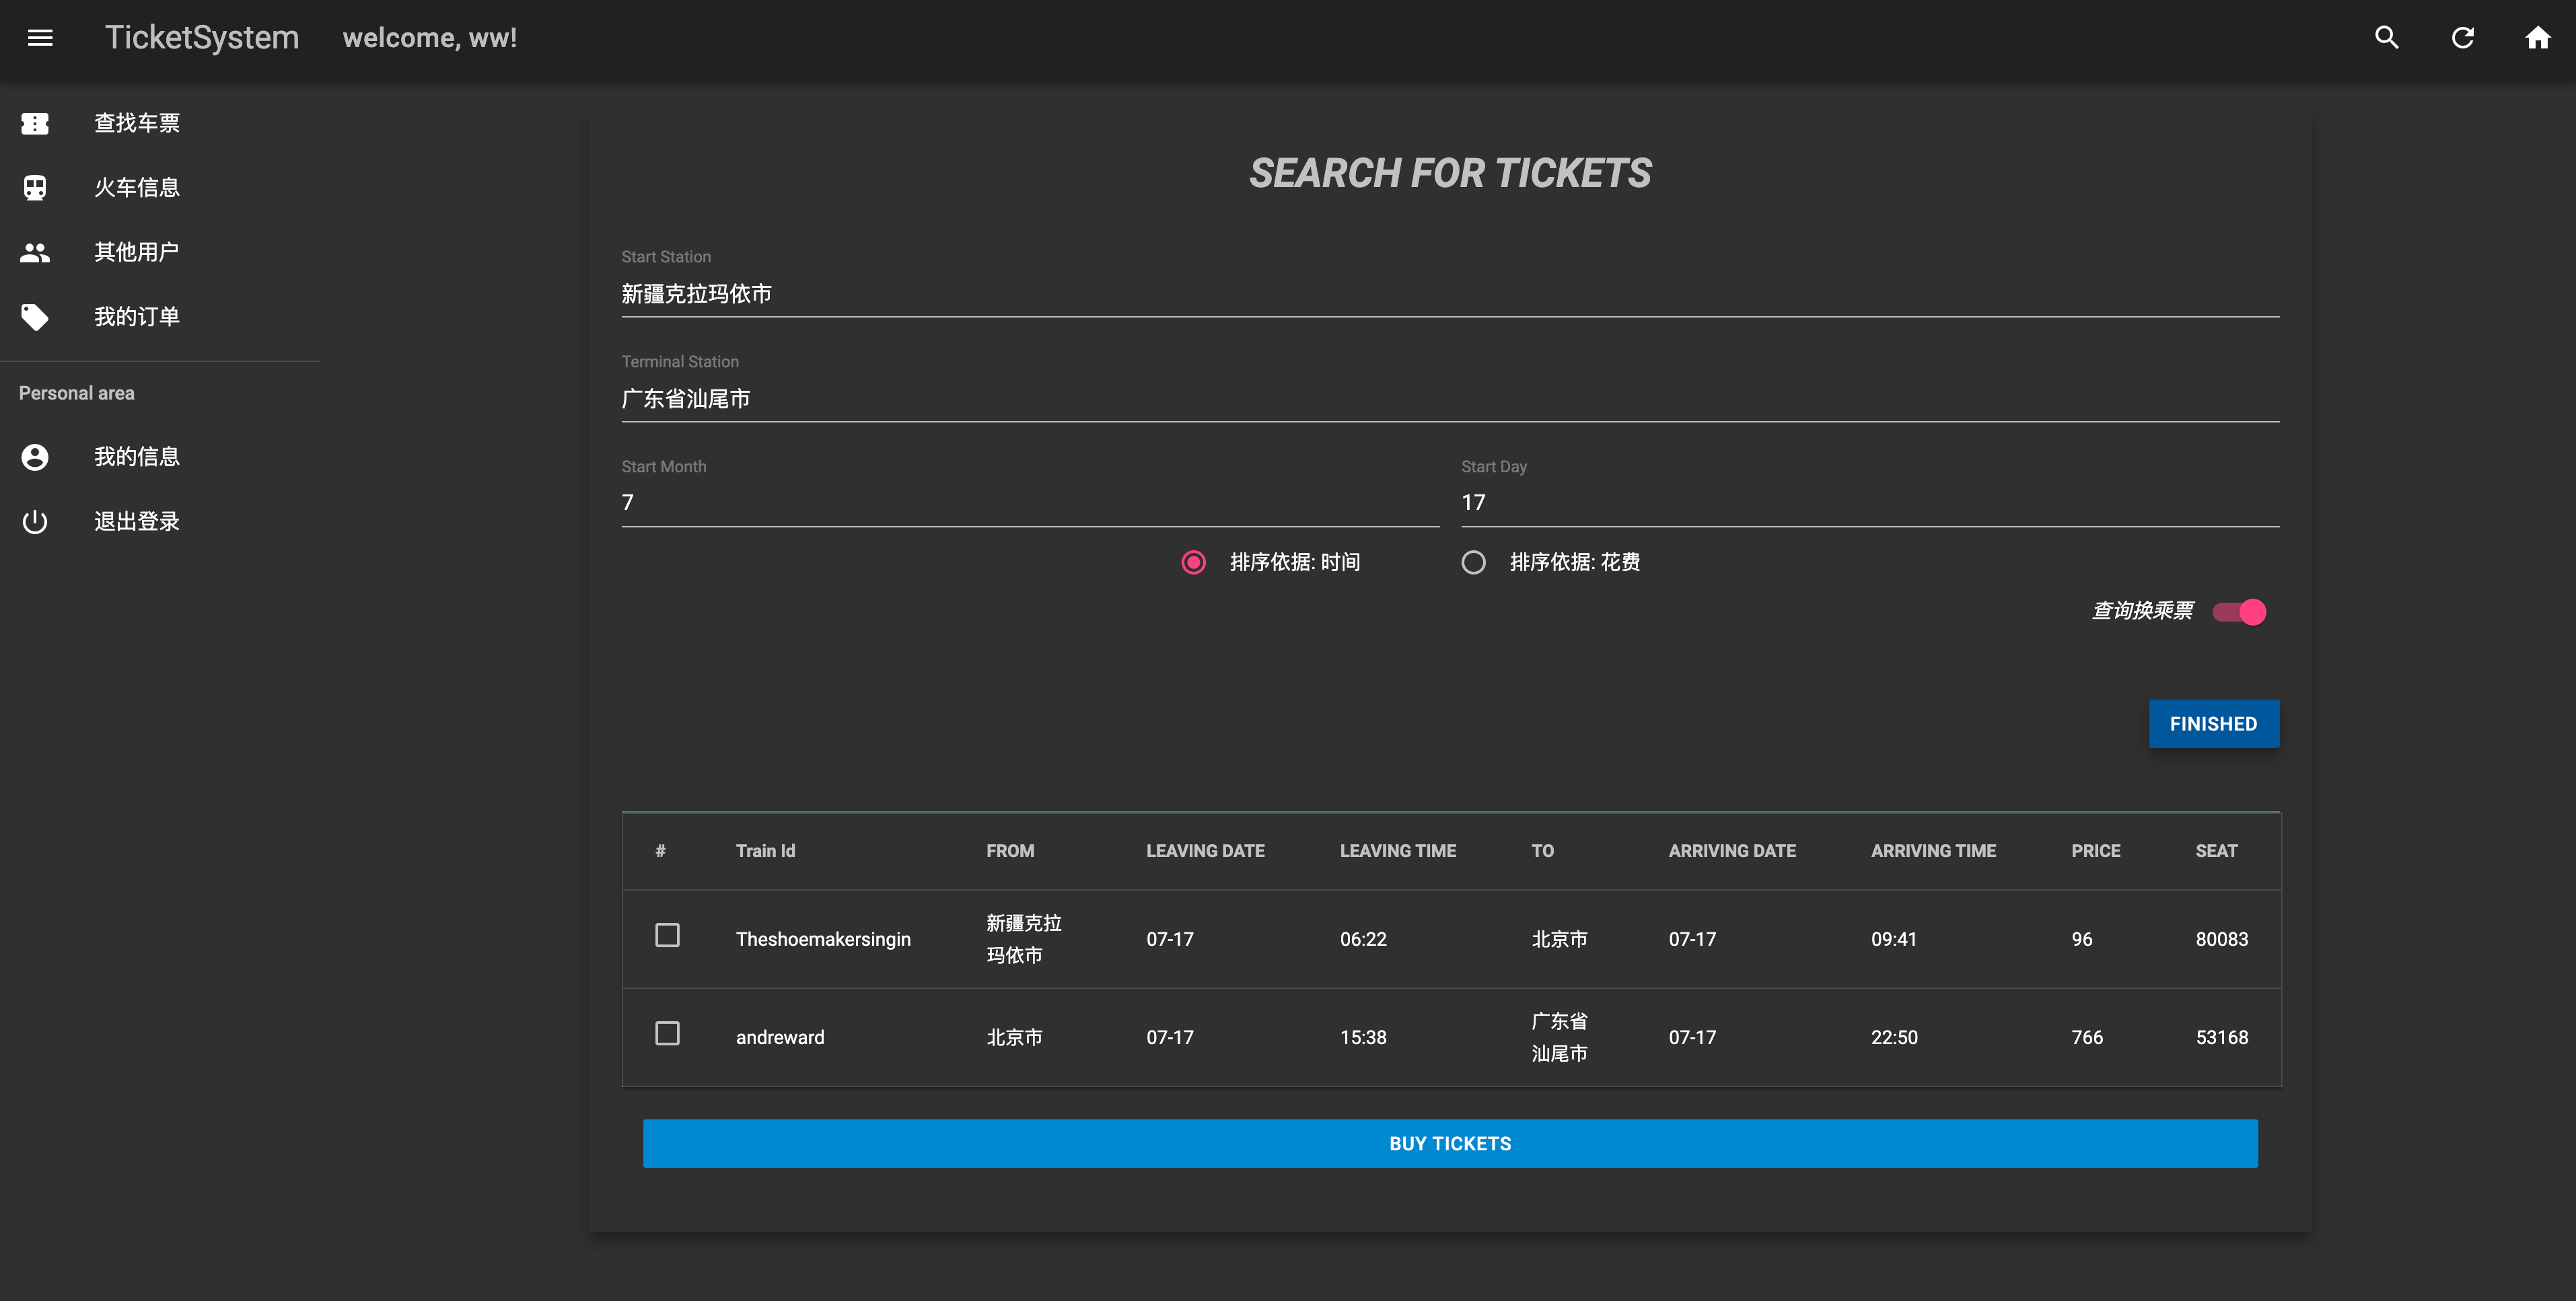 TicketSystem welcome, ww!
查找车票
火车信息
其他用户
我的订单
Personal area
我的信息
退出登录
SEARCH FOR TICKETS
Start Station
新疆克拉玛依市
Terminal Station
广东省汕尾市
Start Month Start Day
7 17
排序依据: 时间 排序依据: 花费
查询换乘票
FINISHED
# Train Id FROM LEAVING DATE LEAVING TIME TO ARRIVING DATE ARRIVING TIME PRICE SEAT
新疆克拉
Theshoemakersingin 07-17 06:22 北京市 07-17 09:41 96 80083
玛依市
广东省
andreward 北京市 07-17 15:38 07-17 22:50 766 53168
汕尾市
BUY TICKETS